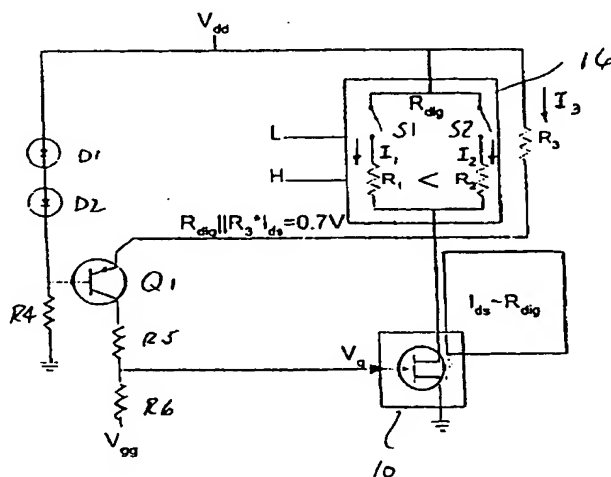 V_dd
16
R_dig
S1
S2
I_3
L
I_1
I_2
R_3
H
R_1
<
R_2
D1
D2
R_dig||R_3*I_ds=0.7V
Q1
R4
I_ds~R_dig
R5
V_g
R6
V_gg
10